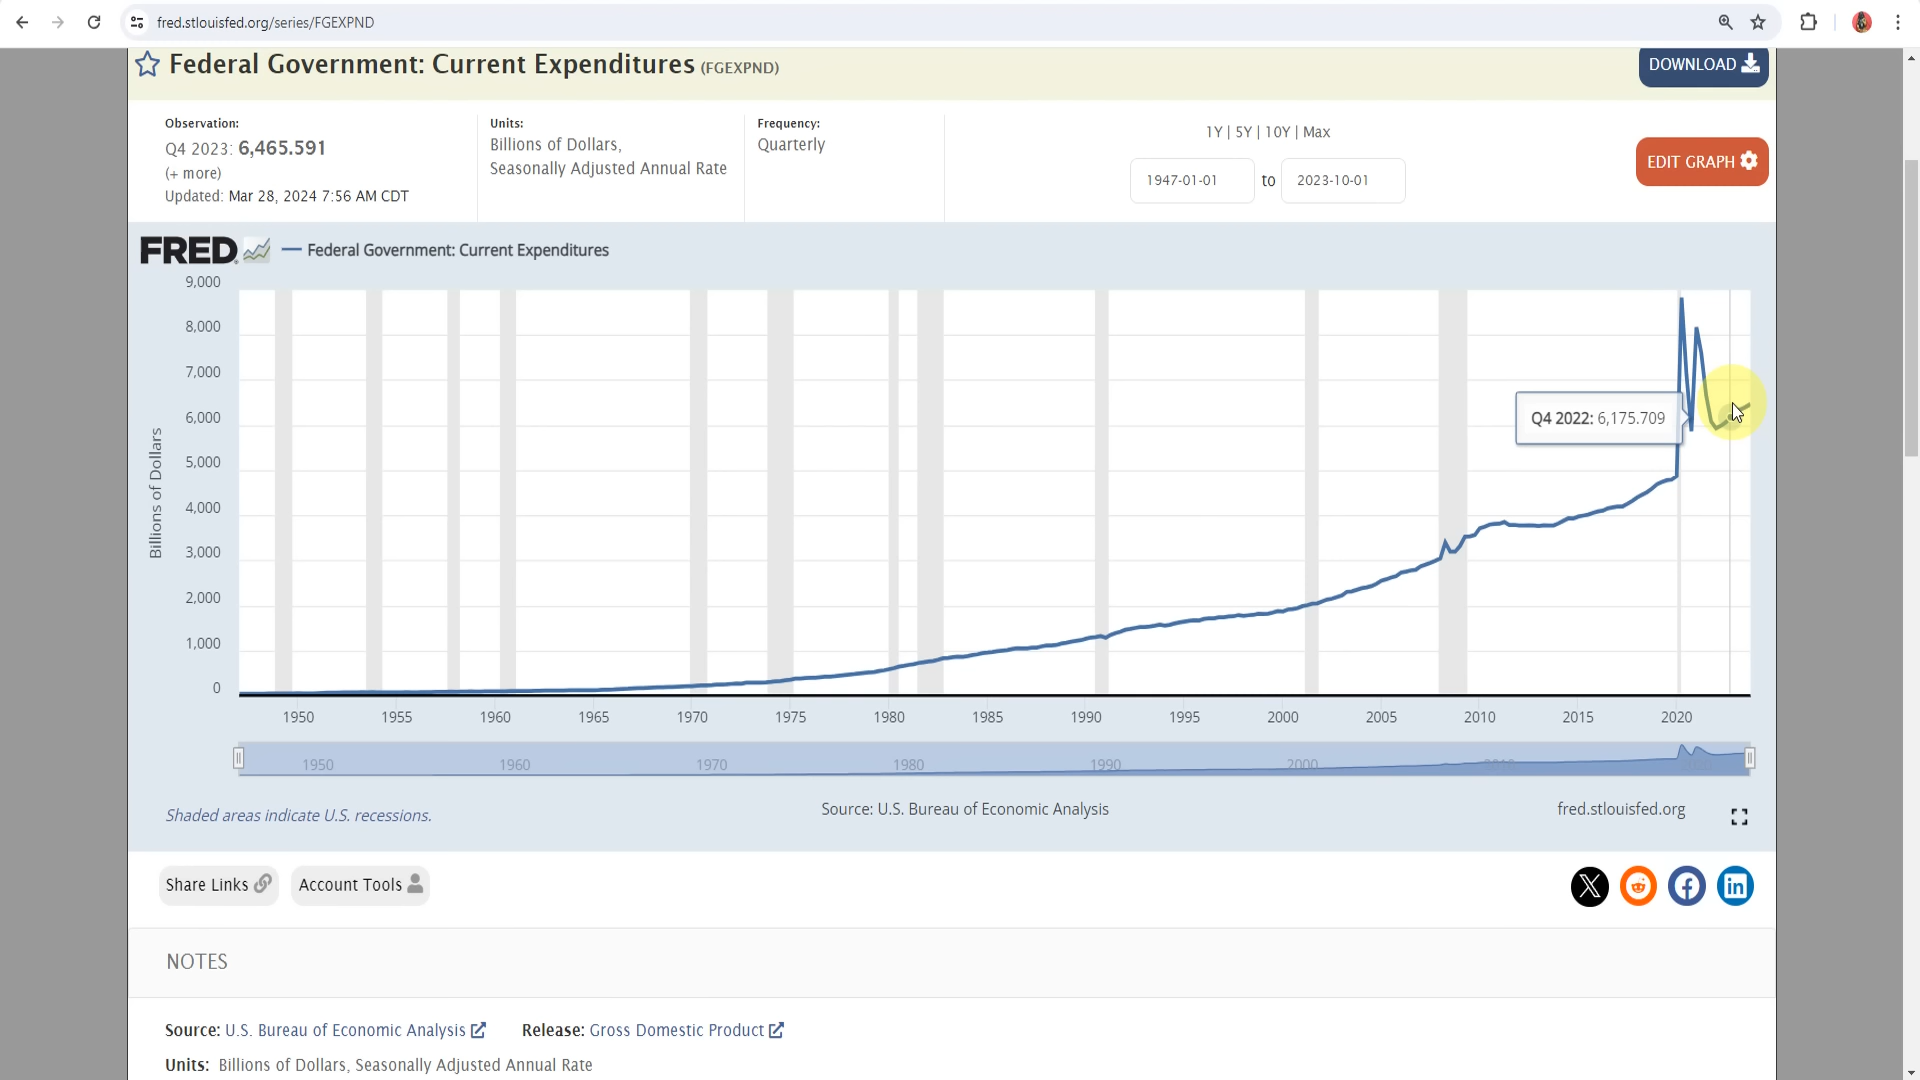 fred.stlouisfed.org/series/FGEXPND
Federal Government: Current Expenditures (FGEXPND)
DOWNLOAD
Observation:
Q4 2023: 6,465.591
(+ more)
Updated: Mar 28, 2024 7:56 AM CDT
Units:
Billions of Dollars,
Seasonally Adjusted Annual Rate
Frequency:
Quarterly
1Y | 5Y | 10Y | Max
1947-01-01 to 2023-10-01
EDIT GRAPH
FRED
Federal Government: Current Expenditures
9,000
8,000
7,000
6,000
5,000
4,000
3,000
2,000
1,000
0
Billions of Dollars
Q4 2022: 6,175.709
1950 1955 1960 1965 1970 1975 1980 1985 1990 1995 2000 2005 2010 2015 2020
1950 1960 1970 1980 1990 2000 2010 2020
Shaded areas indicate U.S. recessions.
Source: U.S. Bureau of Economic Analysis
fred.stlouisfed.org
Share Links
Account Tools
NOTES
Source: U.S. Bureau of Economic Analysis
Release: Gross Domestic Product
Units: Billions of Dollars, Seasonally Adjusted Annual Rate